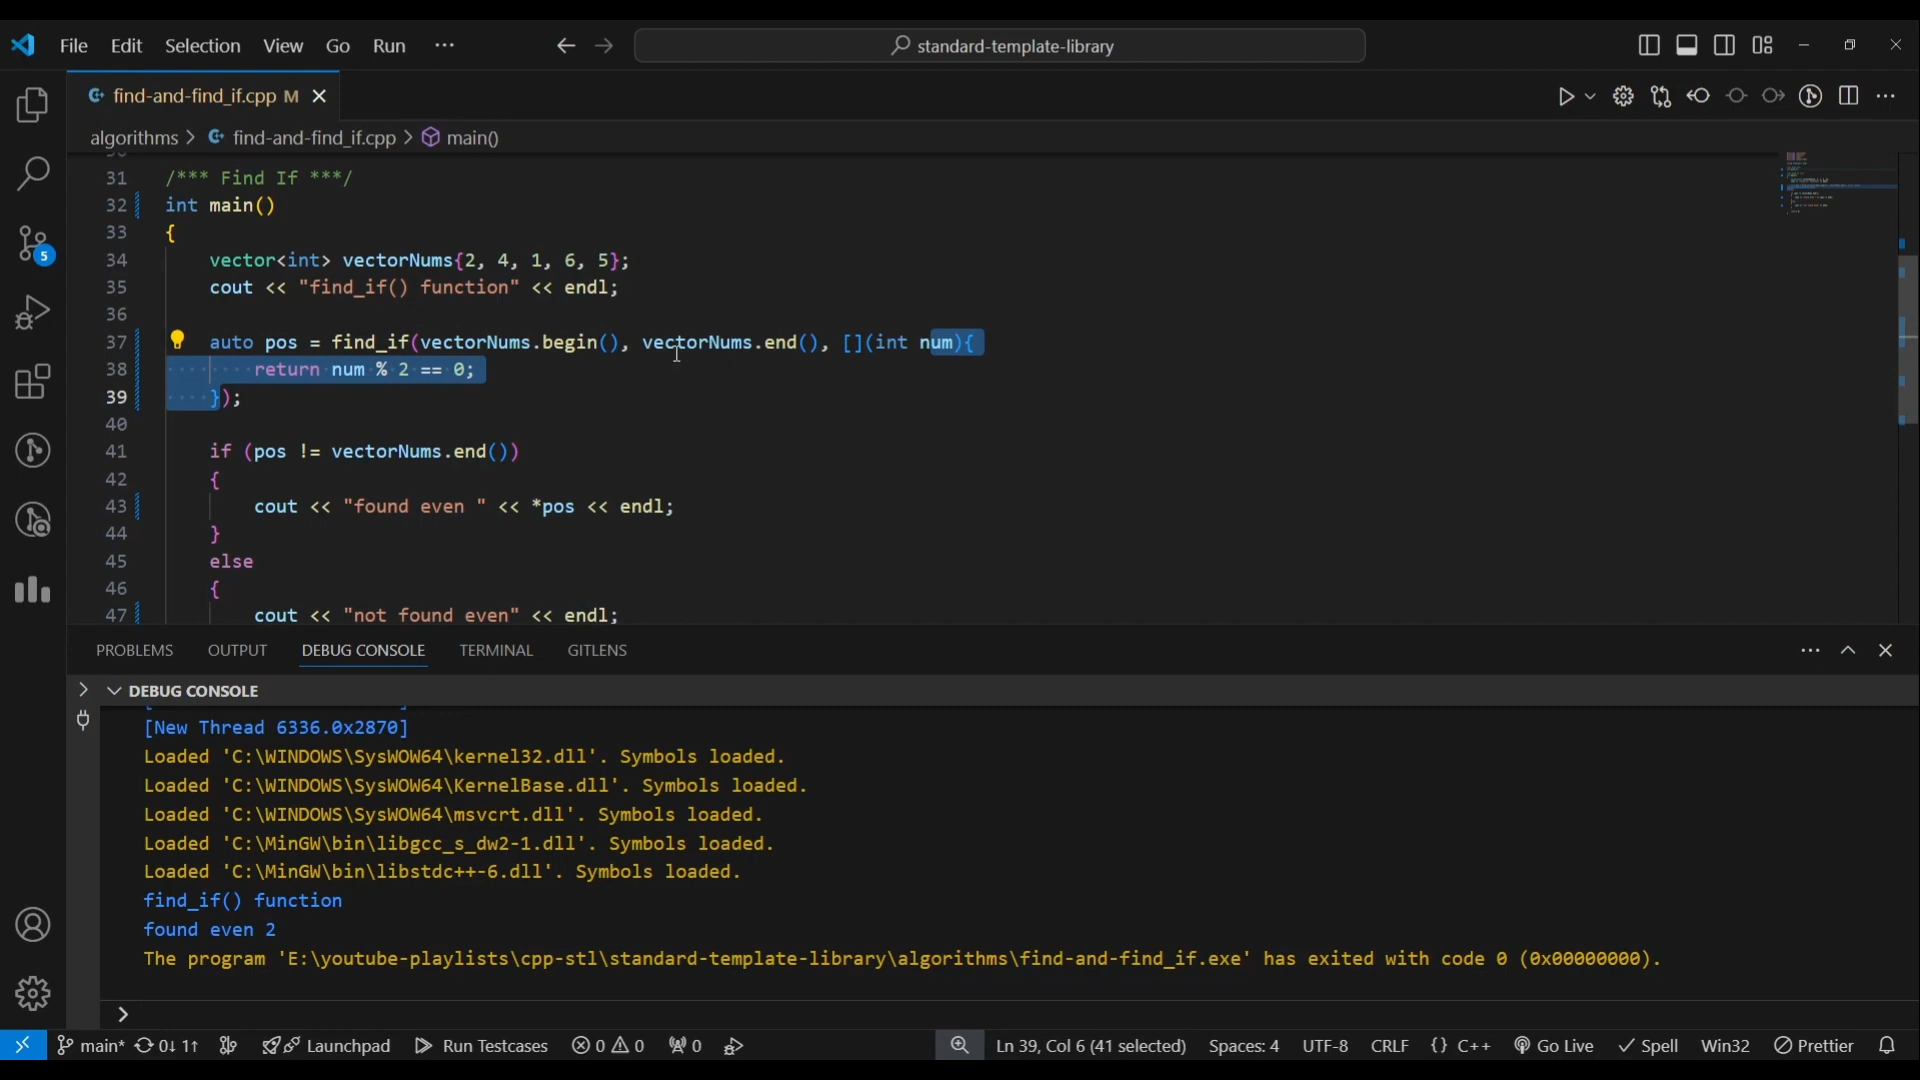 File Edit Selection View Go Run ··· standard-template-library
find-and-find_if.cpp M
algorithms > find-and-find_if.cpp > main()
31 /*** Find If ***/
32 int main()
33 {
34 vector<int> vectorNums{2, 4, 1, 6, 5};
35 cout << "find_if() function" << endl;
36
37 auto pos = find_if(vectorNums.begin(), vectorNums.end(), [](int num){
38 return num % 2 == 0;
39 });
40
41 if (pos != vectorNums.end())
42 {
43 cout << "found even " << *pos << endl;
44 }
45 else
46 {
47 cout << "not found even" << endl;
5
PROBLEMS OUTPUT DEBUG CONSOLE TERMINAL GITLENS
DEBUG CONSOLE
[New Thread 6336.0x2870]
Loaded 'C:\WINDOWS\SysWOW64\kernel32.dll'. Symbols loaded.
Loaded 'C:\WINDOWS\SysWOW64\KernelBase.dll'. Symbols loaded.
Loaded 'C:\WINDOWS\SysWOW64\msvcrt.dll'. Symbols loaded.
Loaded 'C:\MinGW\bin\libgcc_s_dw2-1.dll'. Symbols loaded.
Loaded 'C:\MinGW\bin\libstdc++-6.dll'. Symbols loaded.
find_if() function
found even 2
The program 'E:\youtube-playlists\cpp-stl\standard-template-library\algorithms\find-and-find_if.exe' has exited with code 0 (0x00000000).
main* 0↓ 1↑ Launchpad Run Testcases 0 0 0 Ln 39, Col 6 (41 selected) Spaces: 4 UTF-8 CRLF {} C++ Go Live Spell Win32 Prettier